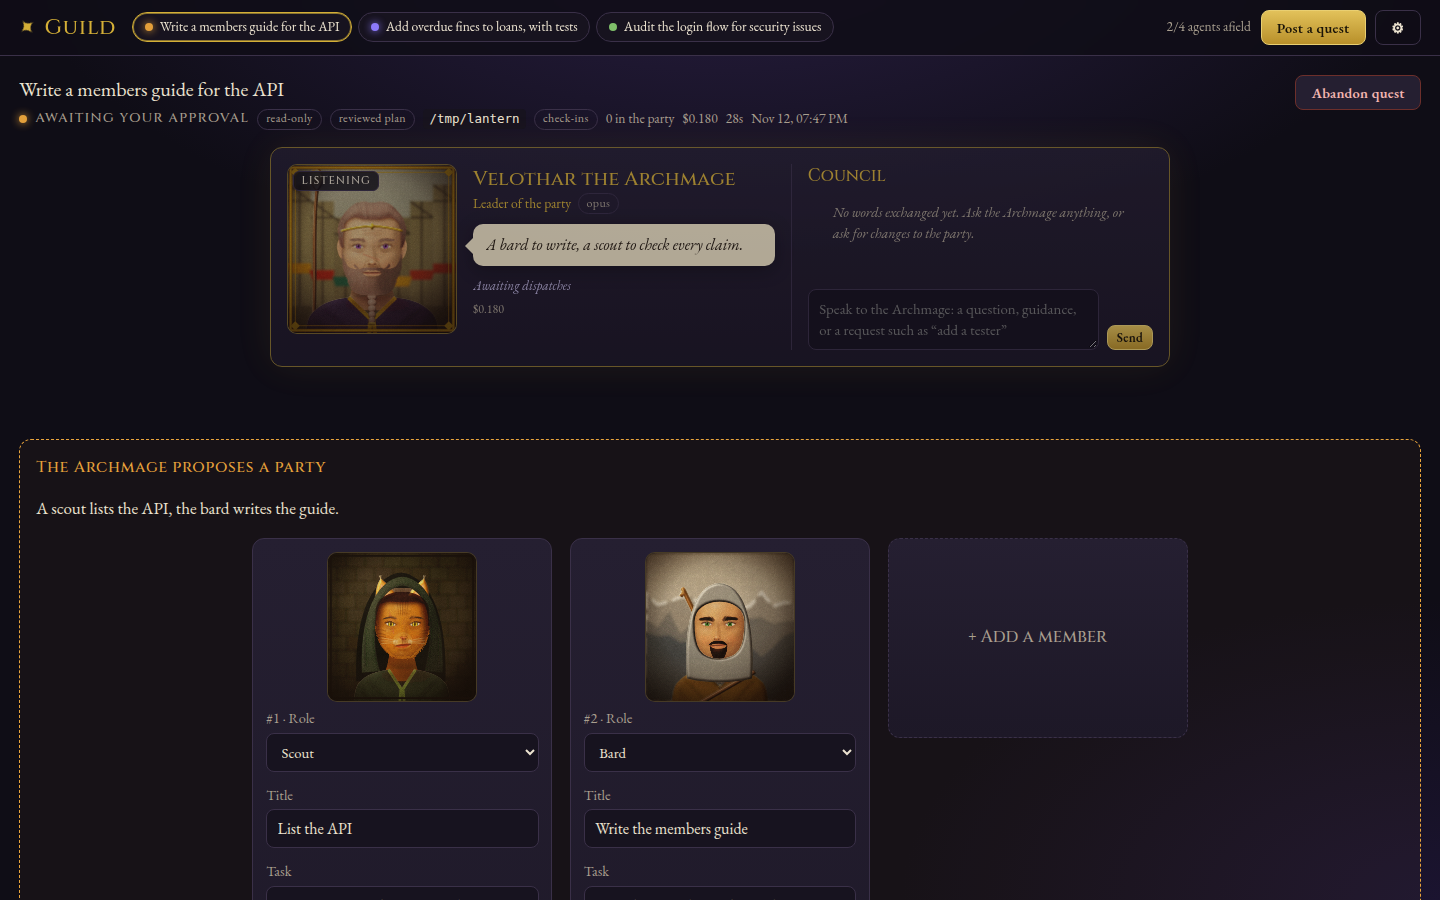 GUILD
Write a members guide for the API
Add overdue fines to loans, with tests
Audit the login flow for security issues
2/4 agents afield
Post a quest
Write a members guide for the API
Abandon quest
AWAITING YOUR APPROVAL read-only reviewed plan /tmp/lantern check-ins 0 in the party $0.180 28s Nov 12, 07:47 PM
LISTENING
Velothar the Archmage
Leader of the party opus
A bard to write, a scout to check every claim.
Awaiting dispatches
$0.180
Council
No words exchanged yet. Ask the Archmage anything, or
ask for changes to the party.
Speak to the Archmage: a question, guidance,
or a request such as “add a tester”
Send
The Archmage proposes a party
A scout lists the API, the bard writes the guide.
#1 · Role
Scout
Title
List the API
Task
#2 · Role
Bard
Title
Write the members guide
Task
+ Add a member